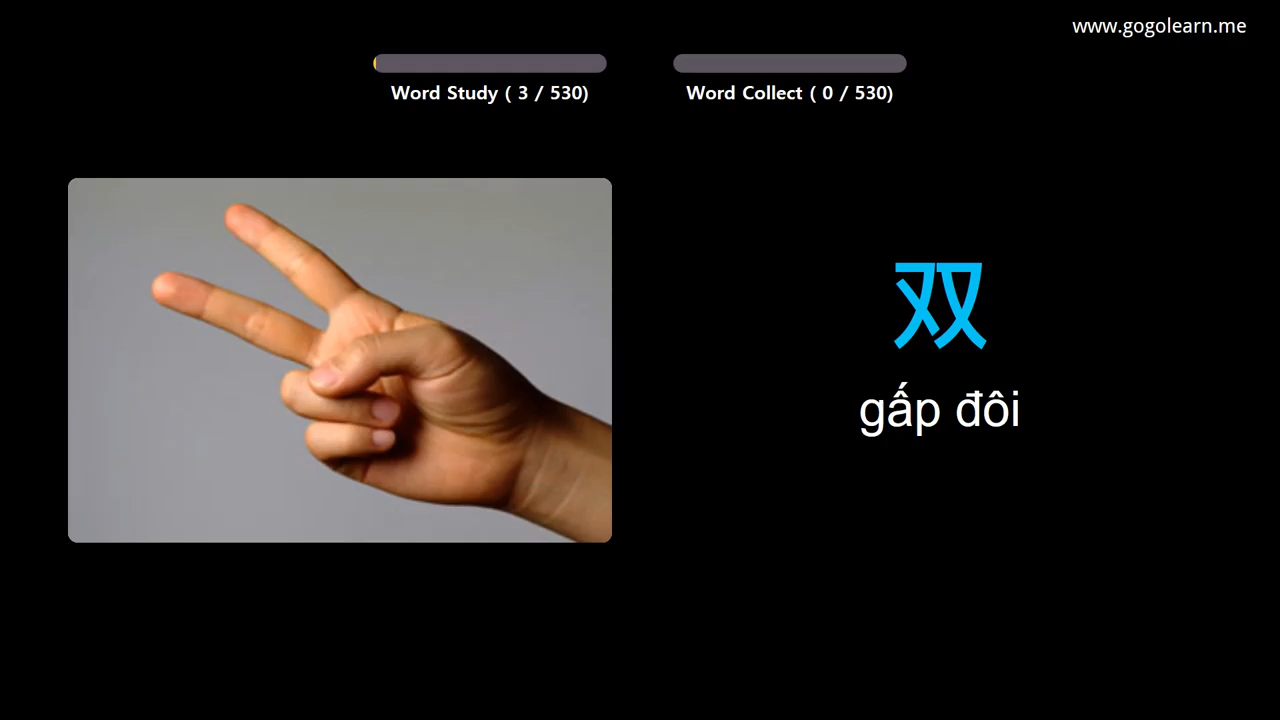 www.gogolearn.me
Word Study ( 3 / 530)
Word Collect ( 0 / 530)
双
gấp đôi